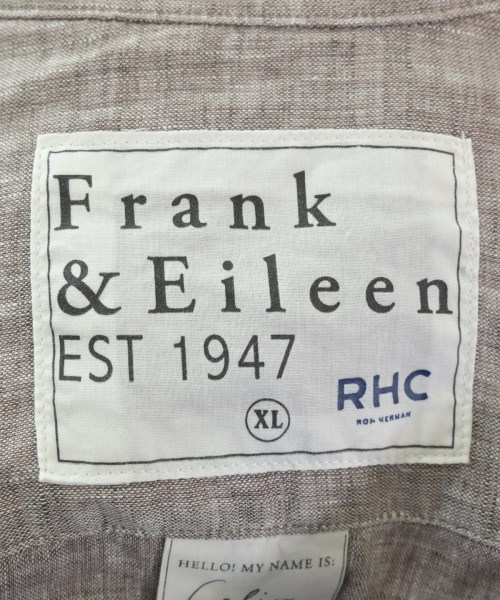 Frank
& Eileen
EST 1947
RHC
RON HERMAN
XL
HELLO! MY NAME IS: